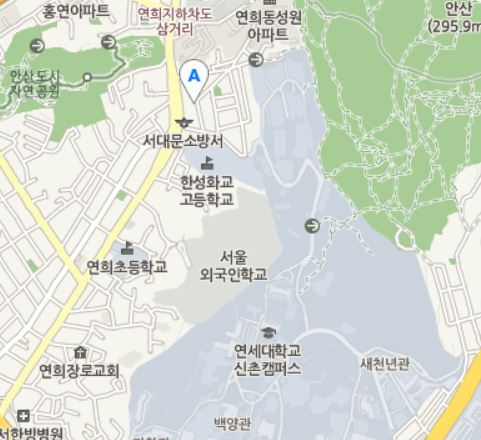 홍연아파트
연희지하차도
삼거리
연희동성원
아파트
안산
(295.9m
안산도시
자연공원
A
서대문소방서
한성화교
고등학교
연희초등학교
서울
외국인학교
연세대학교
신촌캠퍼스
새천년관
연희장로교회
백양관
서한방병원